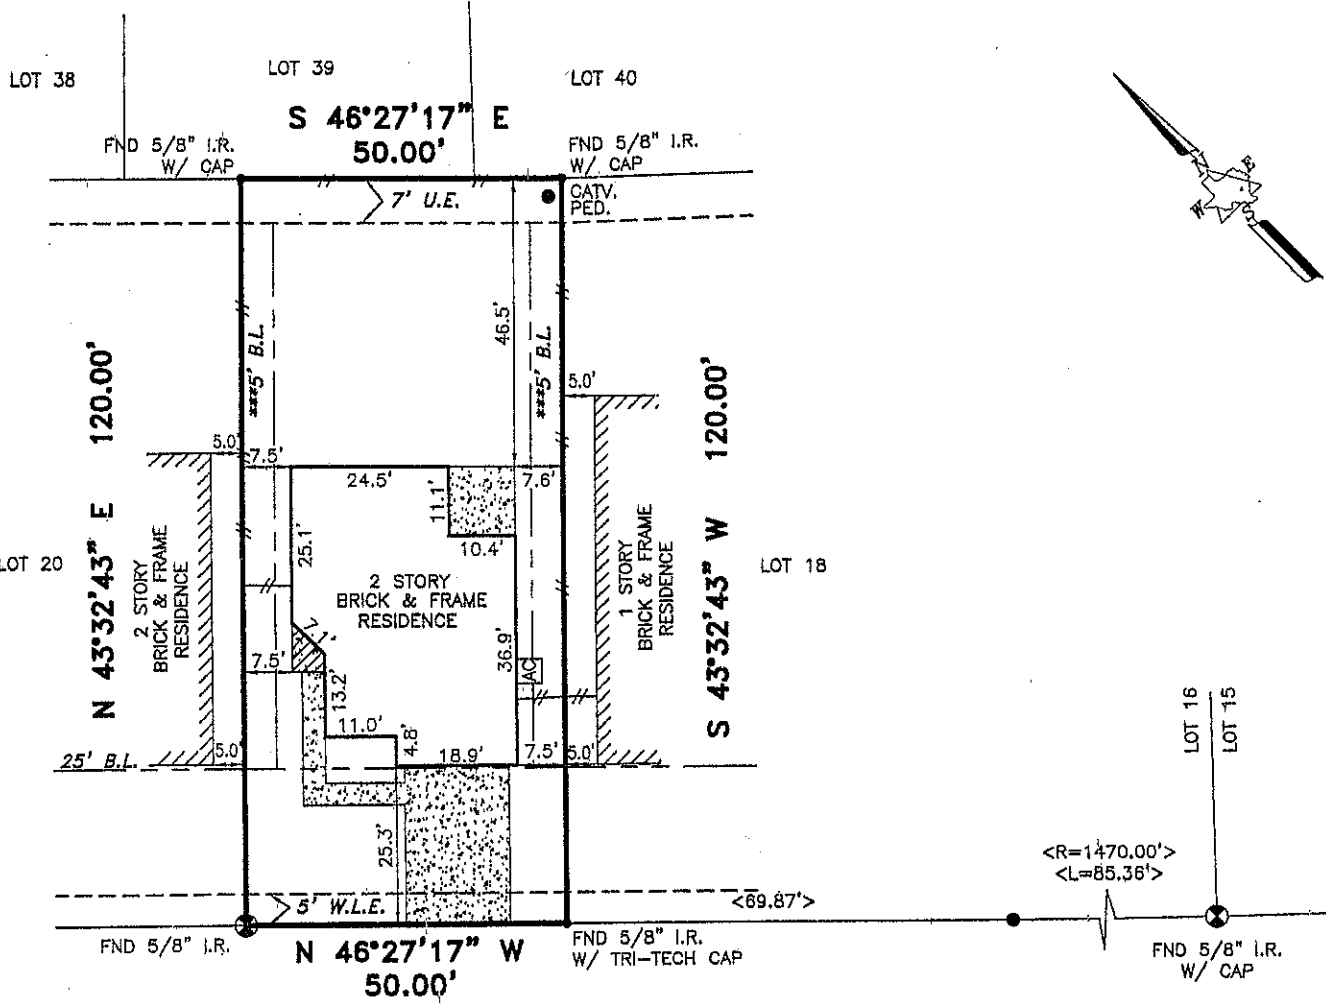 LOT 38
LOT 39
LOT 40
S 46°27'17" E
50.00'
FND 5/8" I.R.
W/ CAP
FND 5/8" I.R.
W/ CAP
7' U.E.
CATV.
PED.
E
W
S
46.5'
***5' B.L.
***5' B.L.
N 43°32'43" E 120.00'
S 43°32'43" W 120.00'
5.0'
5.0'
7.5'
24.5'
7.6'
11.1'
10.4'
25.1'
LOT 20
2 STORY
BRICK & FRAME
RESIDENCE
2 STORY
BRICK & FRAME
RESIDENCE
1 STORY
BRICK & FRAME
RESIDENCE
LOT 18
7.1'
36.9'
AC
7.5'
13.2'
11.0'
4.8'
18.9'
7.5'
5.0'
5.0'
25' B.L.
LOT 16
LOT 15
25.3'
<R=1470.00'>
<L=85.36'>
5' W.L.E.
<69.87'>
FND 5/8" I.R.
N 46°27'17" W
50.00'
FND 5/8" I.R.
W/ TRI-TECH CAP
FND 5/8" I.R.
W/ CAP